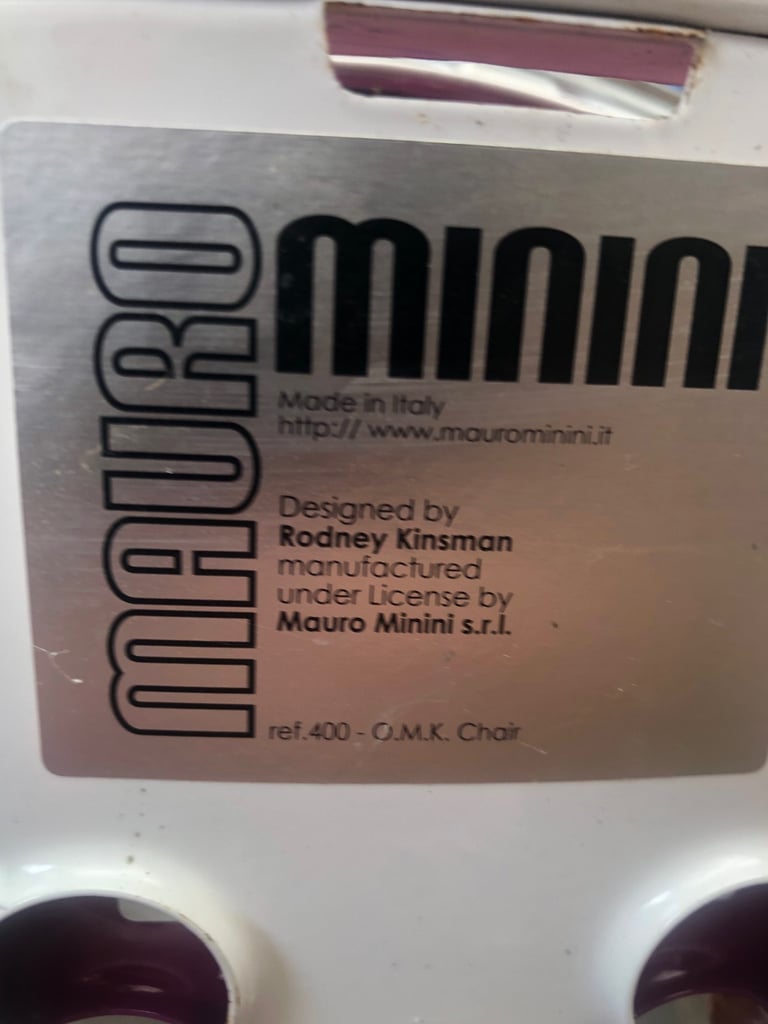 MAURO
MININI
Made in Italy
http:// www.maurominini.it
Designed by
Rodney Kinsman
manufactured
under License by
Mauro Minini s.r.l.
ref.400 - O.M.K. Chair